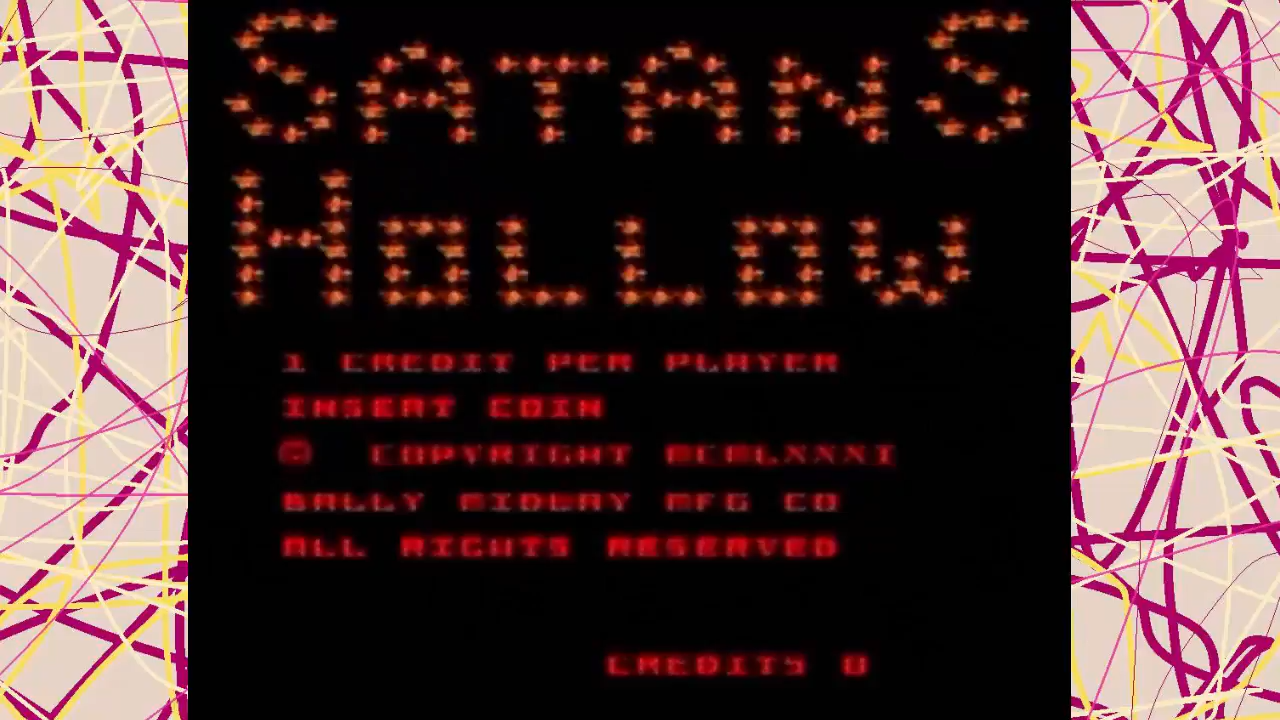 SATANS
HOLLOW
1 CREDIT PER PLAYER
INSERT COIN
© COPYRIGHT MCMLXXXI
BALLY MIDWAY MFG CO
ALL RIGHTS RESERVED
CREDITS 0